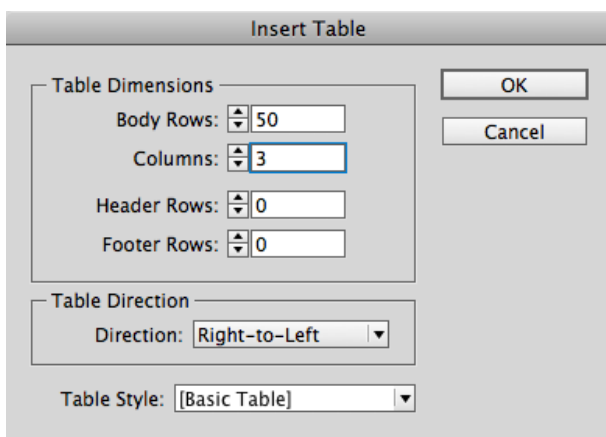 Insert Table
Table Dimensions
Body Rows: 50
Columns: 3
Header Rows: 0
Footer Rows: 0
OK
Cancel
Table Direction
Direction: Right-to-Left
Table Style: [Basic Table]